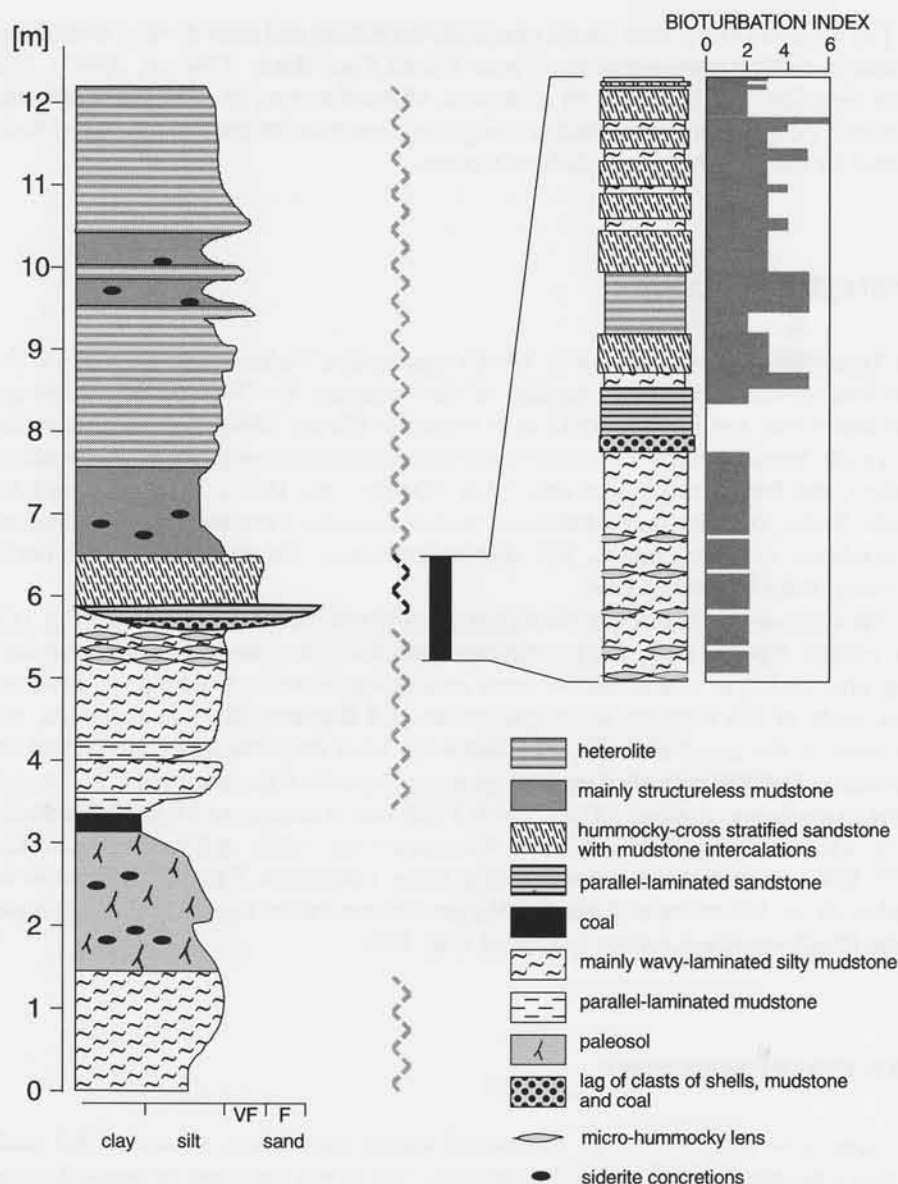 [m]
BIOTURBATION INDEX
0 2 4 6
12
11
10
9
8
7
6
5
4
3
2
1
0
VF F
clay silt sand
heterolite
mainly structureless mudstone
hummocky-cross stratified sandstone
with mudstone intercalations
parallel-laminated sandstone
coal
mainly wavy-laminated silty mudstone
parallel-laminated mudstone
paleosol
lag of clasts of shells, mudstone
and coal
micro-hummocky lens
siderite concretions